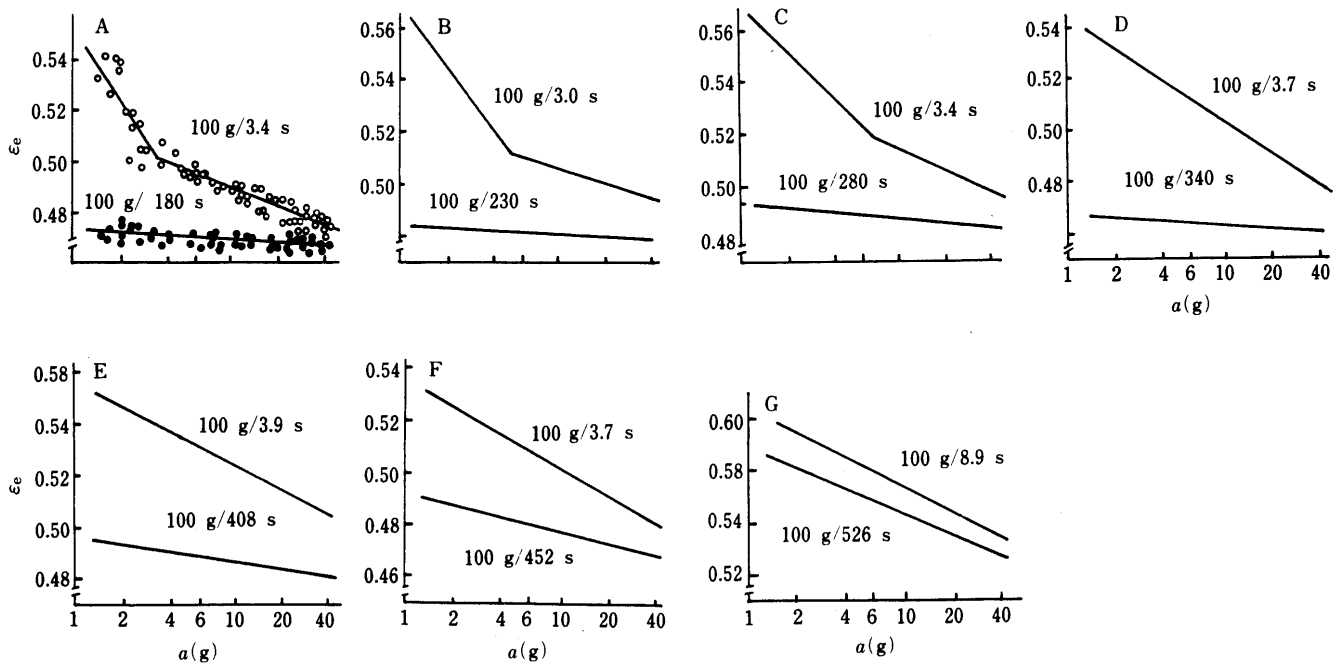 A
εe
0.54
0.52
0.50
0.48
100 g/3.4 s
100 g/ 180 s
B
0.56
0.54
0.52
0.50
100 g/3.0 s
100 g/230 s
C
0.56
0.54
0.52
0.50
0.48
100 g/3.4 s
100 g/280 s
D
0.54
0.52
0.50
0.48
100 g/3.7 s
100 g/340 s
1 2 4 6 10 20 40
a(g)
E
εe
0.58
0.54
0.50
0.48
100 g/3.9 s
100 g/408 s
1 2 4 6 10 20 40
a(g)
F
0.54
0.52
0.50
0.48
0.46
100 g/3.7 s
100 g/452 s
1 2 4 6 10 20 40
a(g)
G
0.60
0.58
0.54
0.52
100 g/8.9 s
100 g/526 s
1 2 4 6 10 20 40
a(g)